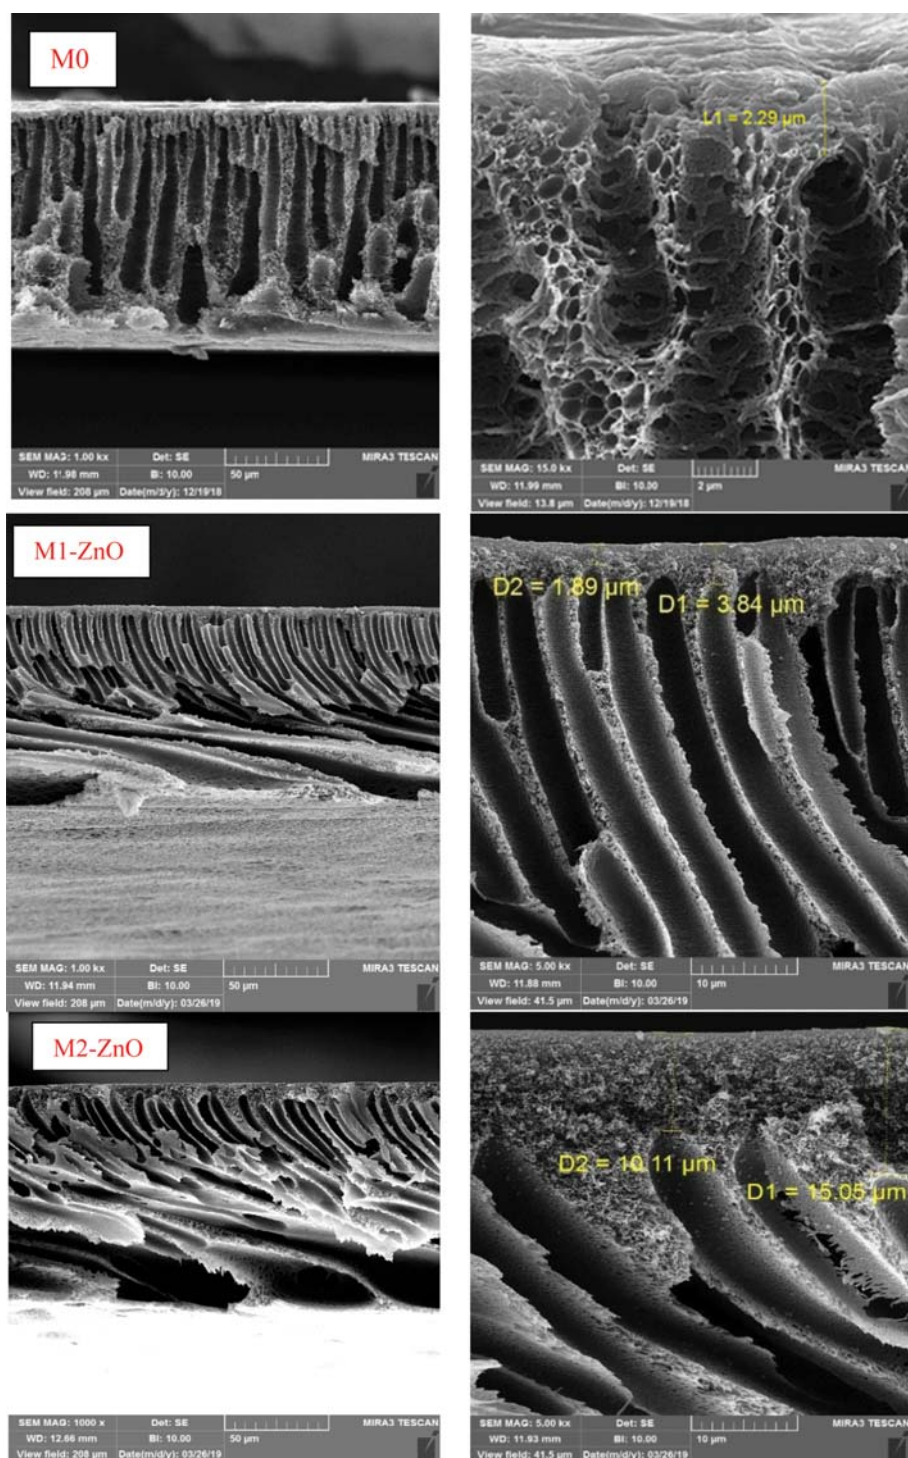 M0
SEM MAG: 1.00 kx Det: SE MIRA3 TESCAN
WD: 11.98 mm BI: 10.00 50 µm
View field: 208 µm Date(m/d/y): 12/19/18
L1 = 2.29 µm
SEM MAG: 15.0 kx Det: SE MIRA3 TESCAN
WD: 11.99 mm BI: 10.00 2 µm
View field: 13.8 µm Date(m/d/y): 12/19/18
M1-ZnO
SEM MAG: 1.00 kx Det: SE MIRA3 TESCAN
WD: 11.94 mm BI: 10.00 50 µm
View field: 208 µm Date(m/d/y): 03/26/19
D2 = 1.89 µm
D1 = 3.84 µm
SEM MAG: 5.00 kx Det: SE MIRA3 TESCAN
WD: 11.88 mm BI: 10.00 10 µm
View field: 41.5 µm Date(m/d/y): 03/26/19
M2-ZnO
SEM MAG: 1000 x Det: SE MIRA3 TESCAN
WD: 12.66 mm BI: 10.00 50 µm
View field: 208 µm Date(m/d/y): 03/26/19
D2 = 10.11 µm
D1 = 15.05 µm
SEM MAG: 5.00 kx Det: SE MIRA3 TESCAN
WD: 11.93 mm BI: 10.00 10 µm
View field: 41.5 µm Date(m/d/y): 03/26/19